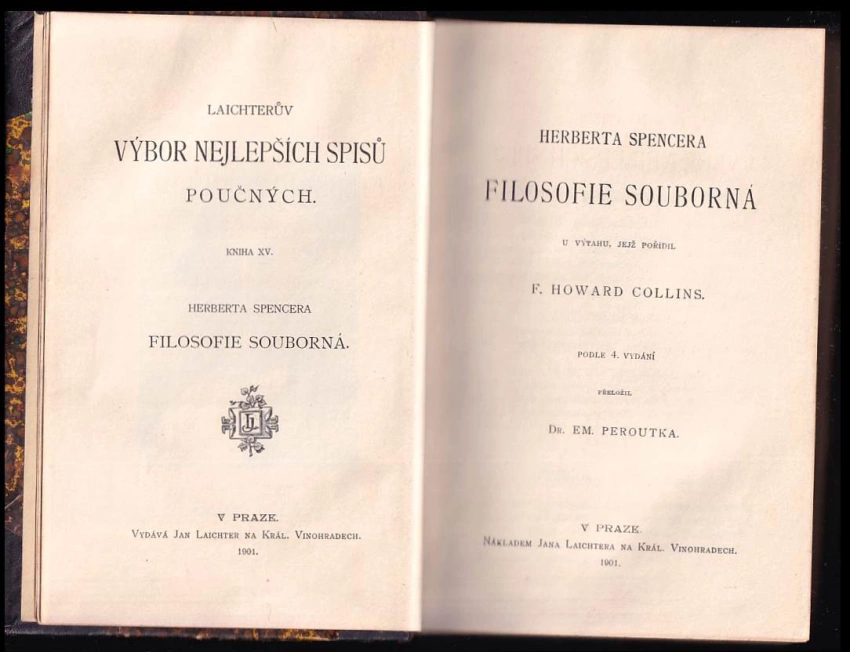 LAICHTERŮV
VÝBOR NEJLEPŠÍCH SPISŮ
POUČNÝCH.
KNIHA XV.
HERBERTA SPENCERA
FILOSOFIE SOUBORNÁ.
JL
V PRAZE.
VYDÁVÁ JAN LAICHTER NA KRÁL. VINOHRADECH.
1901.
HERBERTA SPENCERA
FILOSOFIE SOUBORNÁ
U VÝTAHU, JEJŽ POŘÍDIL
F. HOWARD COLLINS.
PODLE 4. VYDÁNÍ
PŘELOŽIL
DR. EM. PEROUTKA.
V PRAZE.
NÁKLADEM JANA LAICHTERA NA KRÁL. VINOHRADECH.
1901.